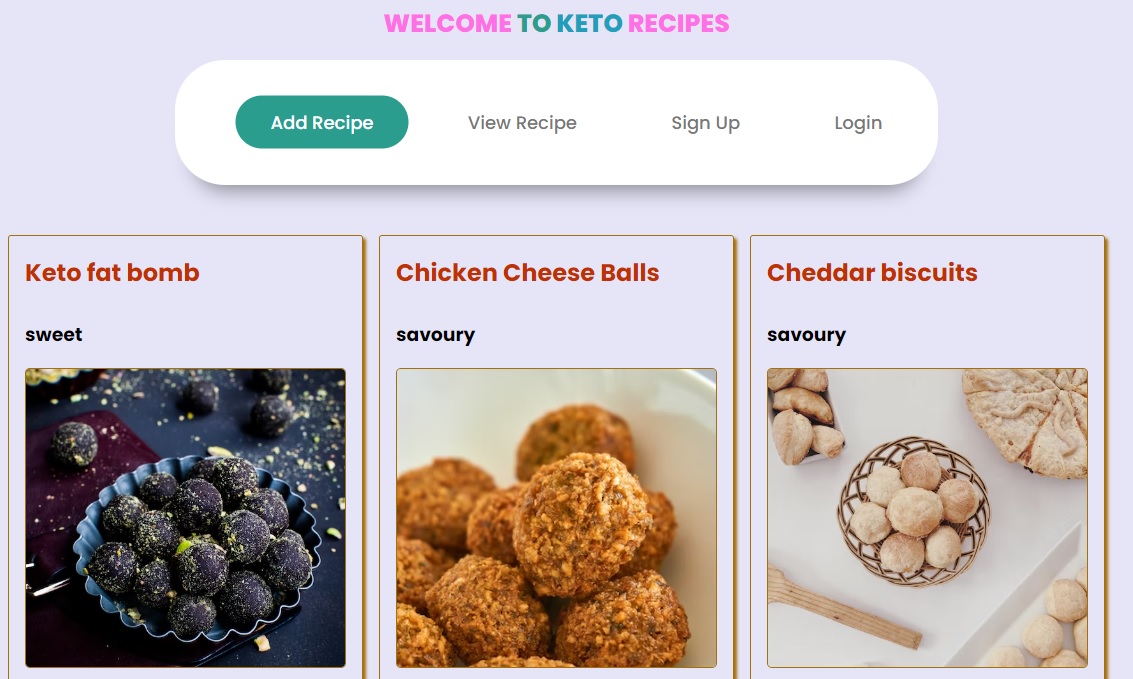 WELCOME TO KETO RECIPES
Add Recipe View Recipe Sign Up Login
Keto fat bomb
sweet
Chicken Cheese Balls
savoury
Cheddar biscuits
savoury